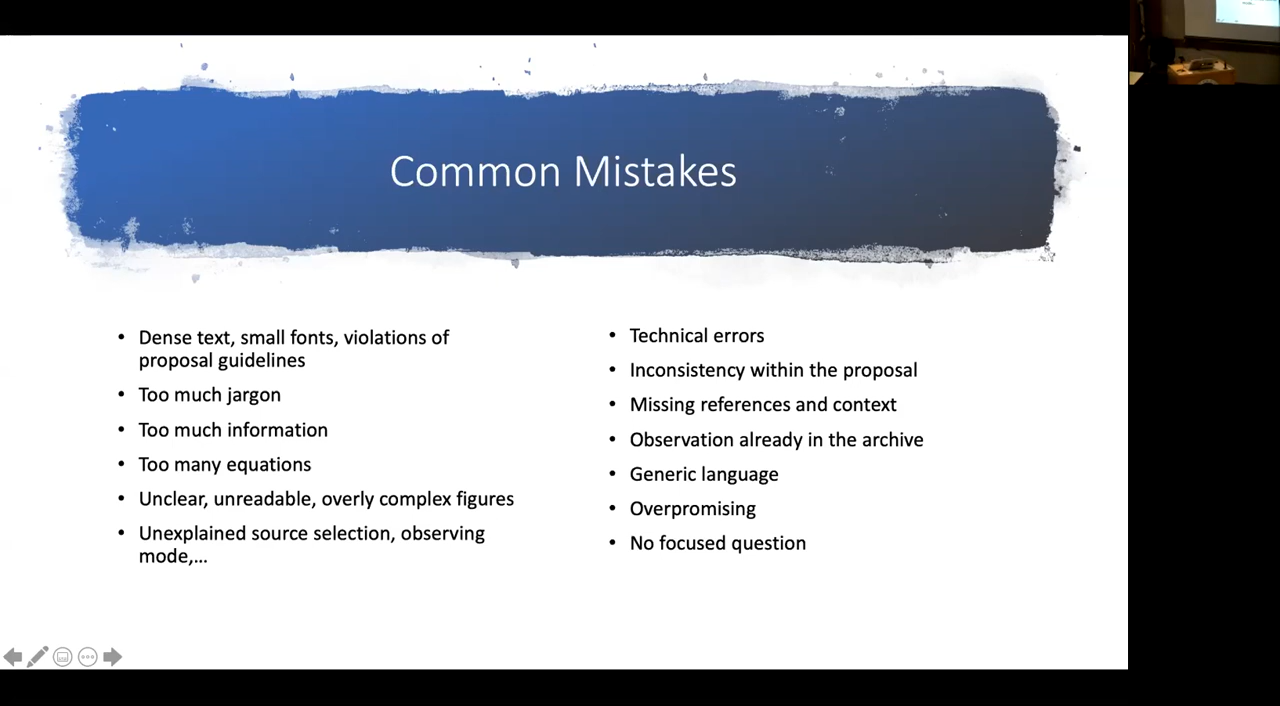 Common Mistakes
• Dense text, small fonts, violations of
proposal guidelines
• Too much jargon
• Too much information
• Too many equations
• Unclear, unreadable, overly complex figures
• Unexplained source selection, observing
mode,...
• Technical errors
• Inconsistency within the proposal
• Missing references and context
• Observation already in the archive
• Generic language
• Overpromising
• No focused question